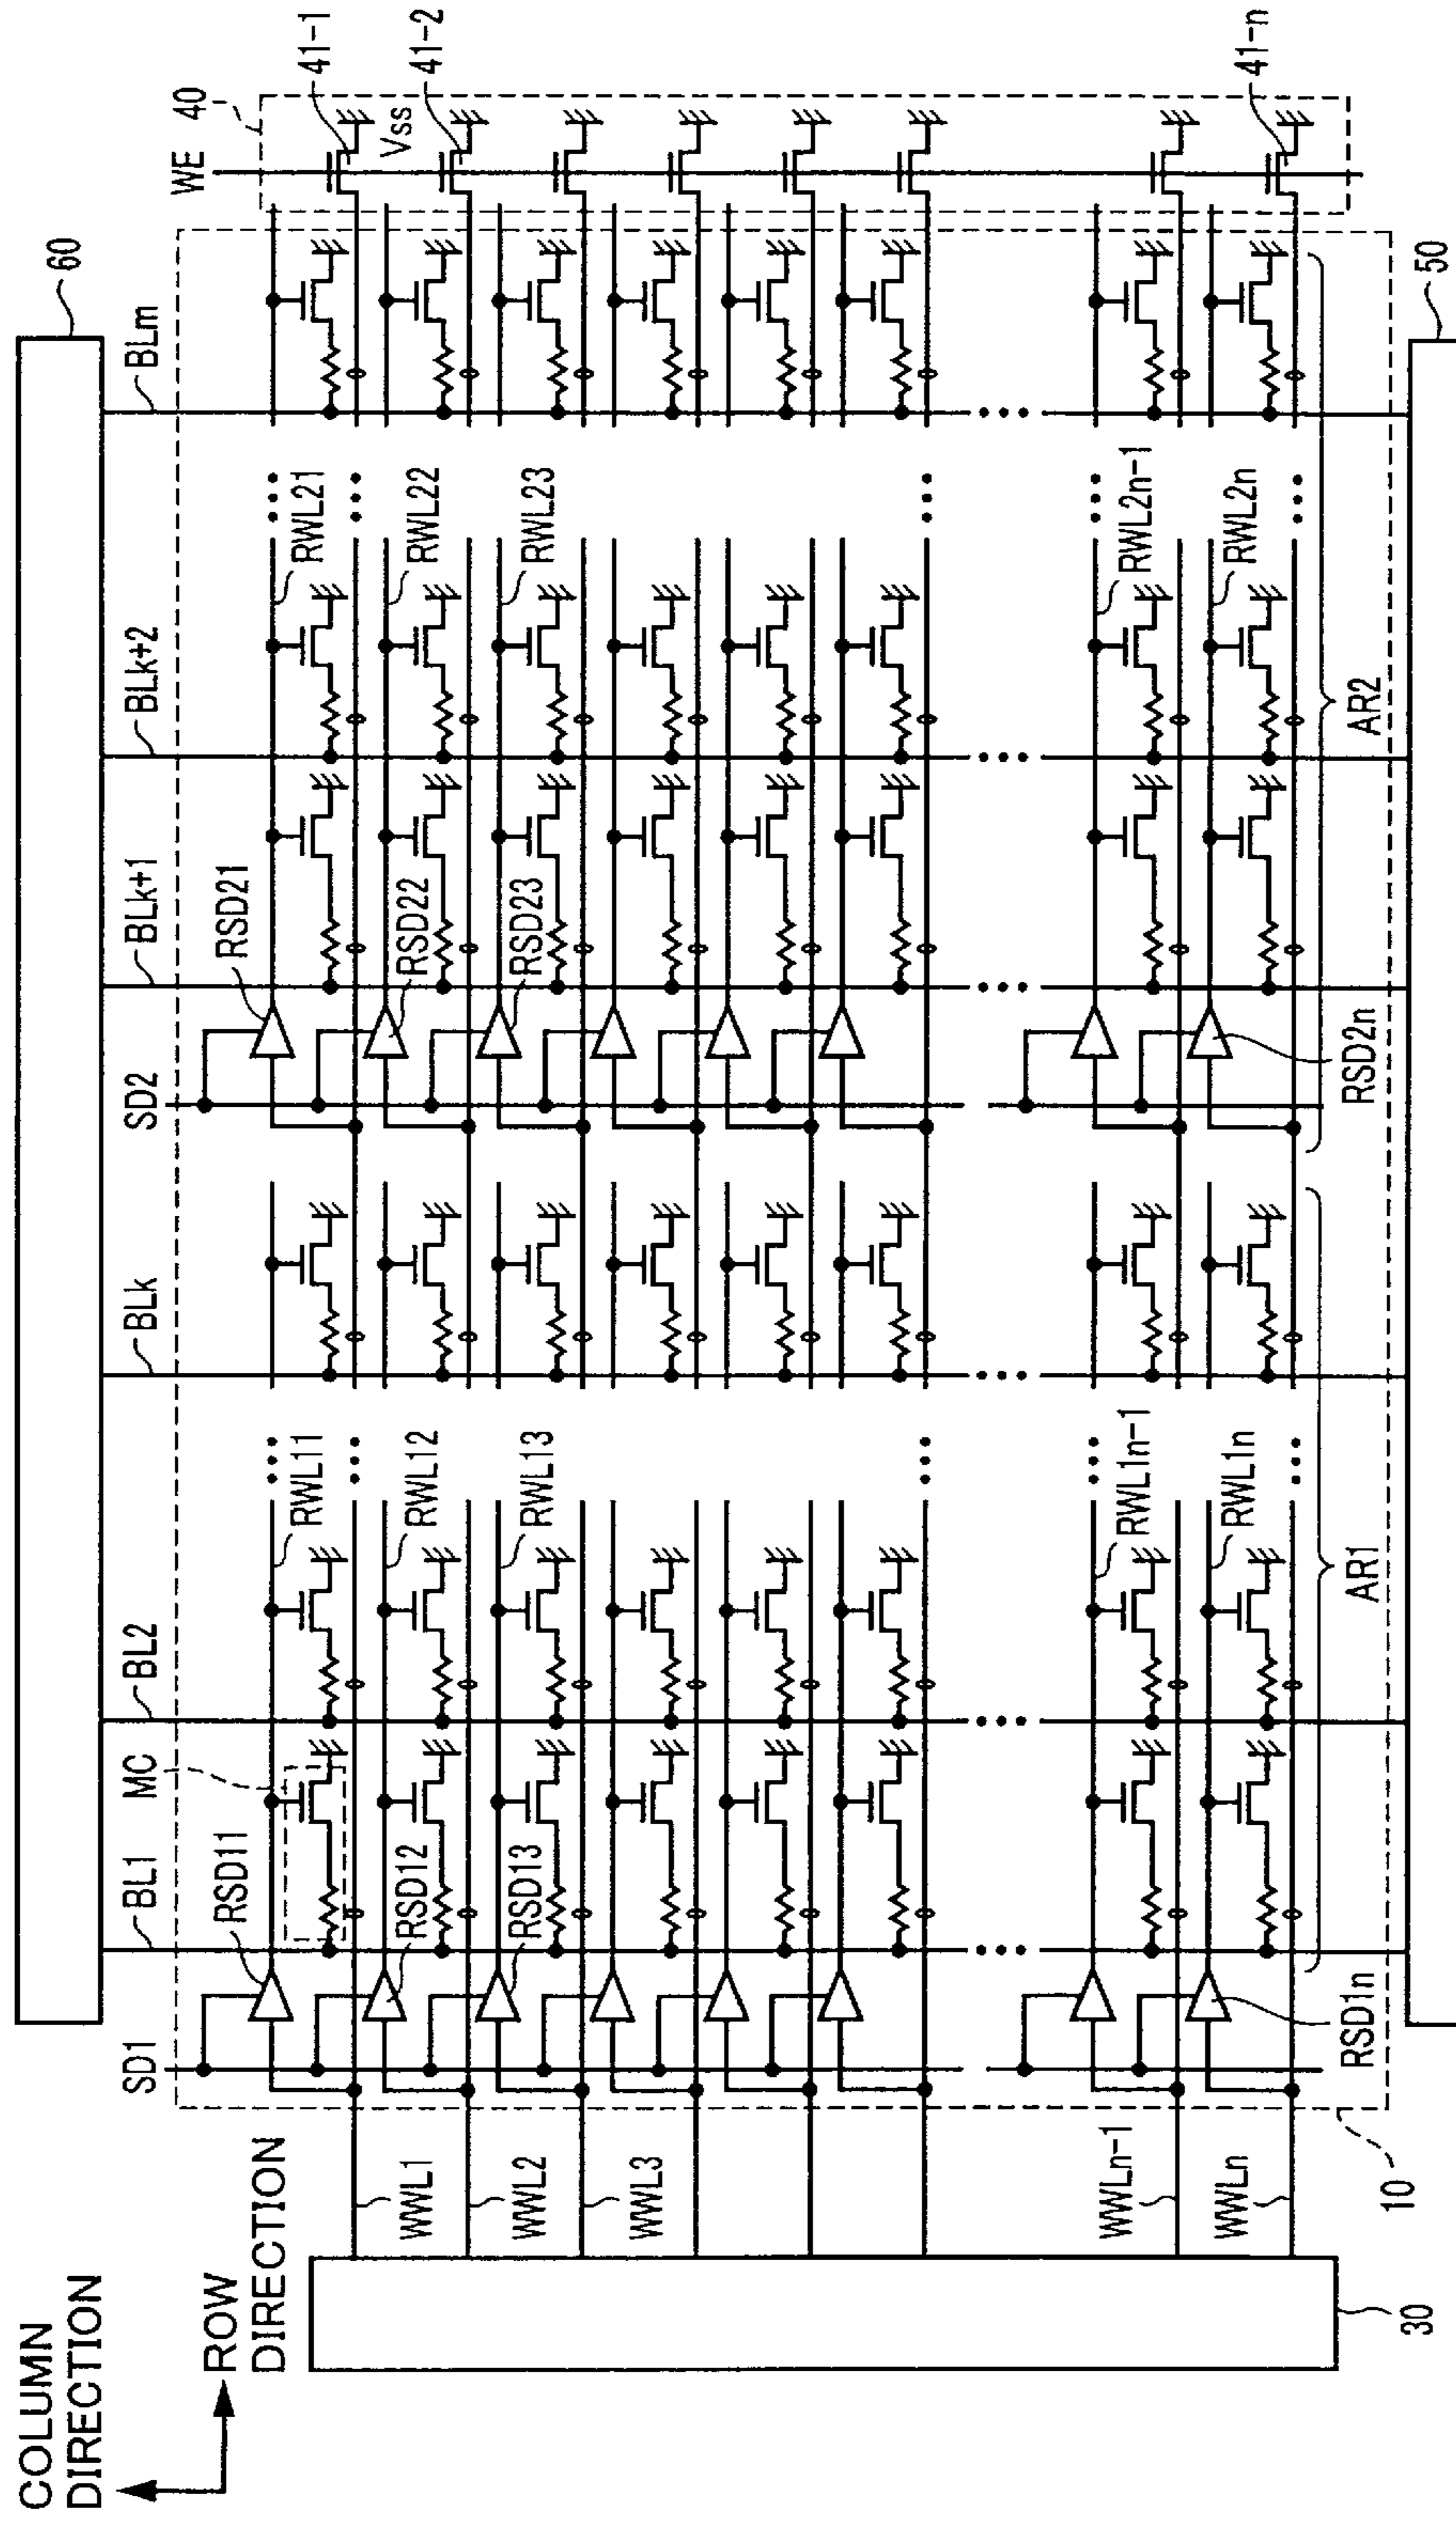 COLUMN
DIRECTION
ROW
DIRECTION
60
SD1
BL1
MC
BL2
BLk
SD2
BLk+1
BLk+2
BLm
WE
40
41-1
Vss
41-2
41-n
RSD11
RSD12
RSD13
RSD1n
RWL11
RWL12
RWL13
RWL1n-1
RWL1n
RSD21
RSD22
RSD23
RSD2n
RWL21
RWL22
RWL23
RWL2n-1
RWL2n
WWL1
WWL2
WWL3
WWLn-1
WWLn
AR1
AR2
10
30
50